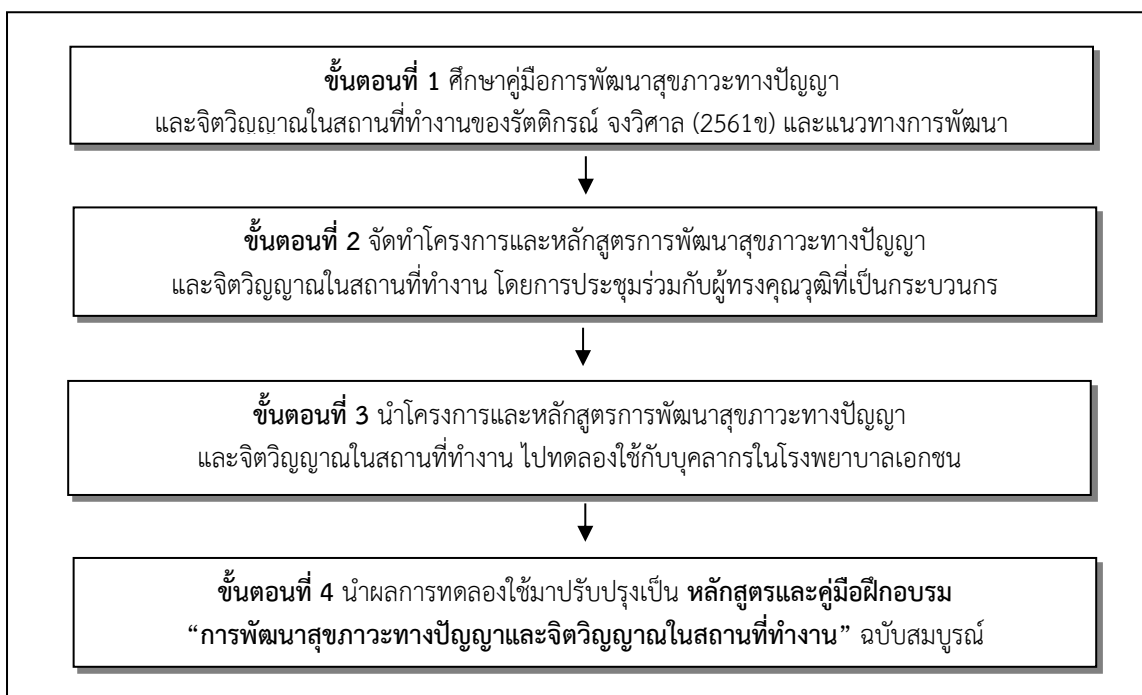 ขั้นตอนที่ 1 ศึกษาคู่มือการพัฒนาสุขภาวะทางปัญญา
และจิตวิญญาณในสถานที่ทำงานของรัตติกรณ์ จงวิศาล (2561ข) และแนวทางการพัฒนา
ขั้นตอนที่ 2 จัดทำโครงการและหลักสูตรการพัฒนาสุขภาวะทางปัญญา
และจิตวิญญาณในสถานที่ทำงาน โดยการประชุมร่วมกับผู้ทรงคุณวุฒิที่เป็นกระบวนกร
ขั้นตอนที่ 3 นำโครงการและหลักสูตรการพัฒนาสุขภาวะทางปัญญา
และจิตวิญญาณในสถานที่ทำงาน ไปทดลองใช้กับบุคลากรในโรงพยาบาลเอกชน
ขั้นตอนที่ 4 นำผลการทดลองใช้มาปรับปรุงเป็น หลักสูตรและคู่มือฝึกอบรม
“การพัฒนาสุขภาวะทางปัญญาและจิตวิญญาณในสถานที่ทำงาน” ฉบับสมบูรณ์